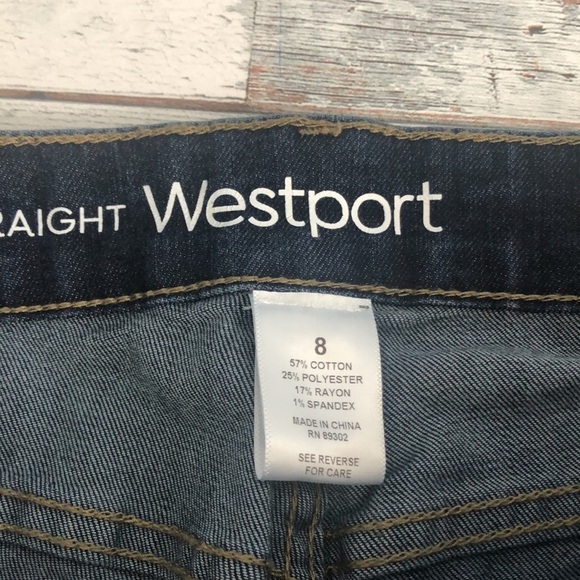 RAIGHT Westport
8
57% COTTON
25% POLYESTER
17% RAYON
1% SPANDEX
MADE IN CHINA
RN 89302
SEE REVERSE
FOR CARE